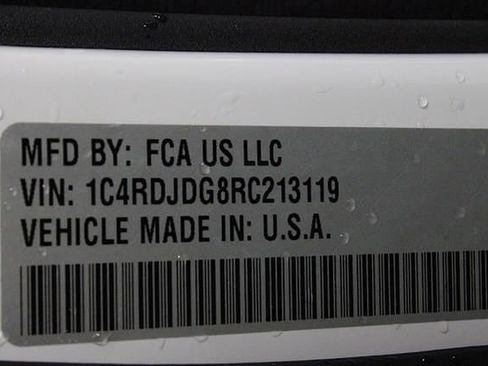 MFD BY: FCA US LLC
VIN: 1C4RDJDG8RC213119
VEHICLE MADE IN: U.S.A.